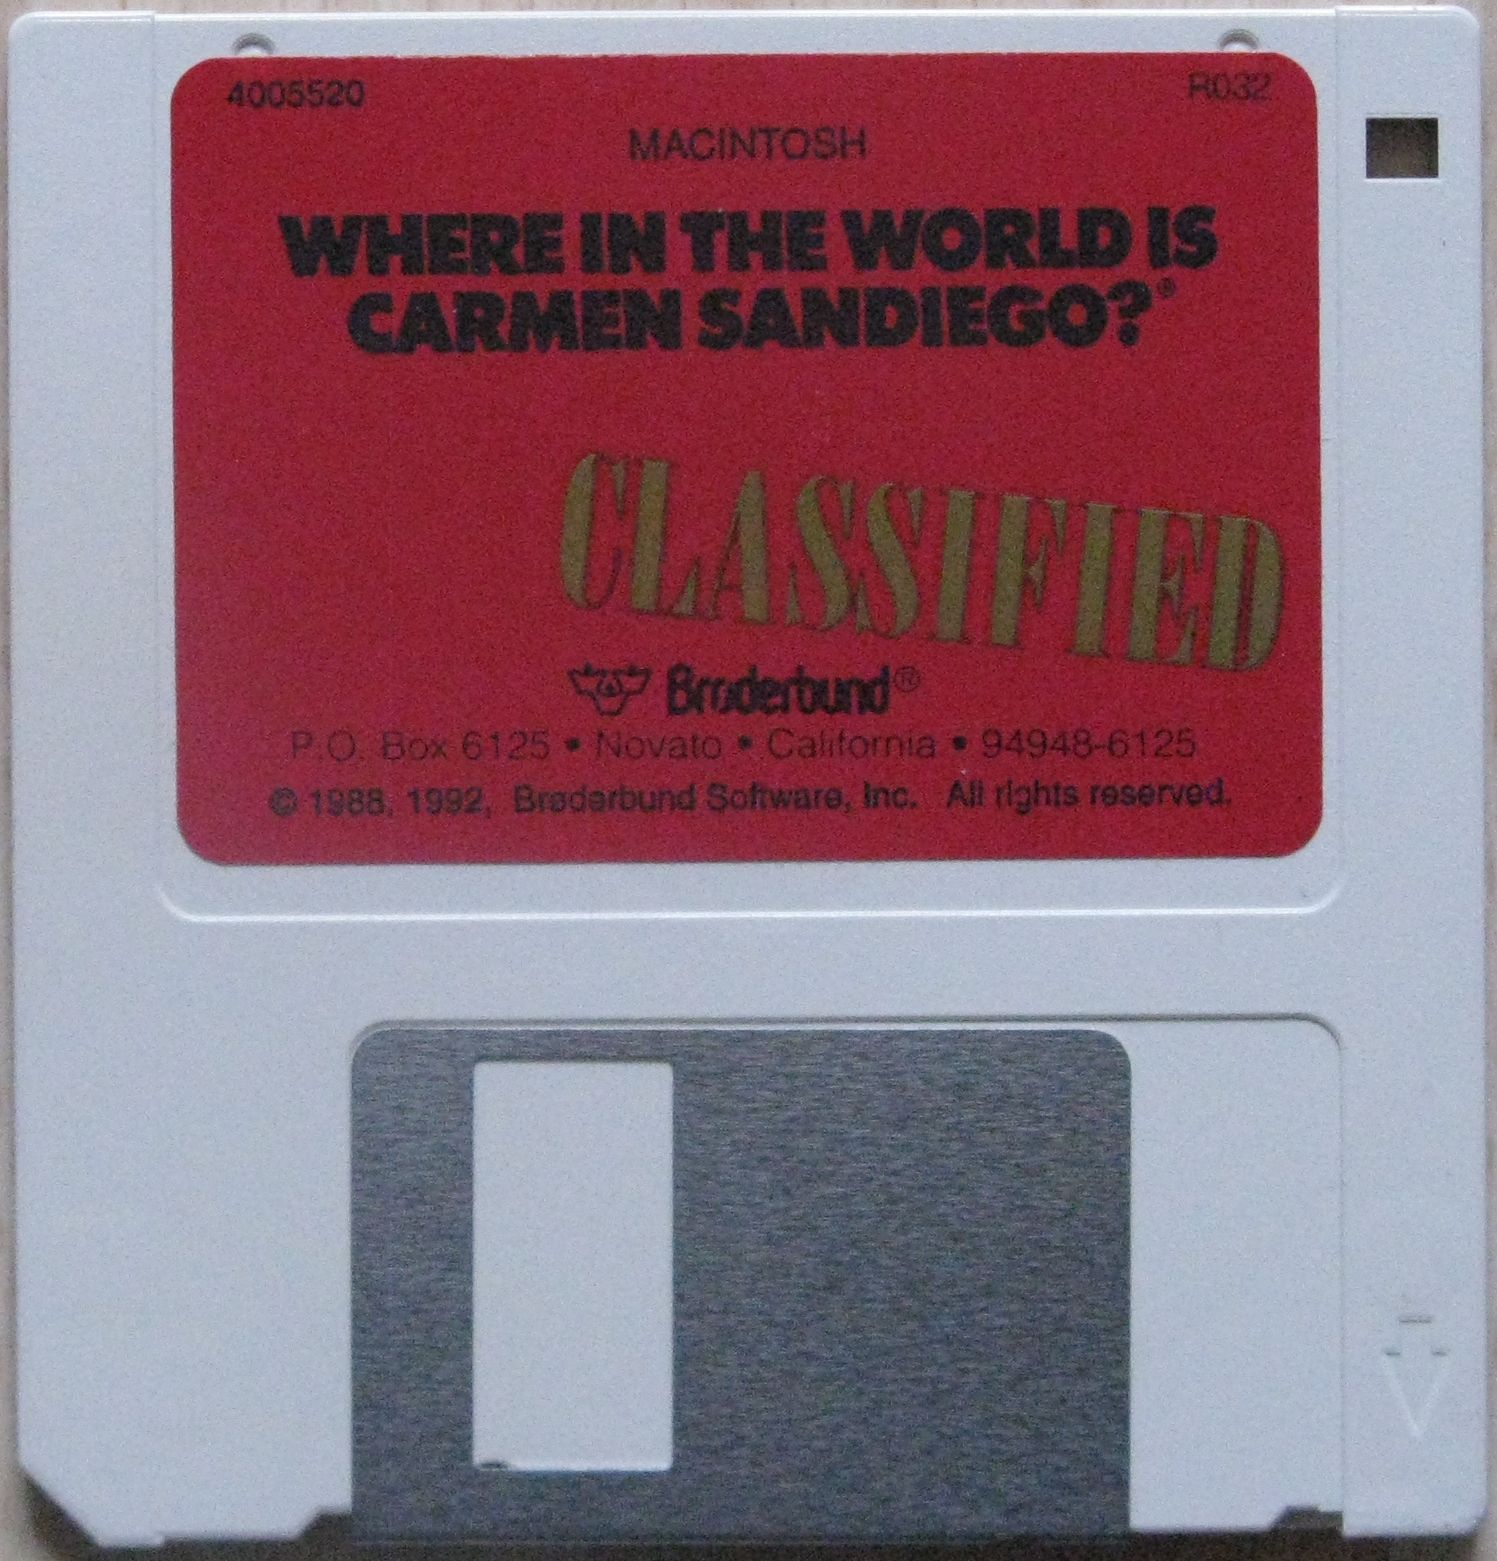 4005520 R032
MACINTOSH
WHERE IN THE WORLD IS
CARMEN SANDIEGO?®
CLASSIFIED
Brøderbund®
P.O. Box 6125 • Novato • California • 94948-6125
© 1988, 1992, Brøderbund Software, Inc. All rights reserved.